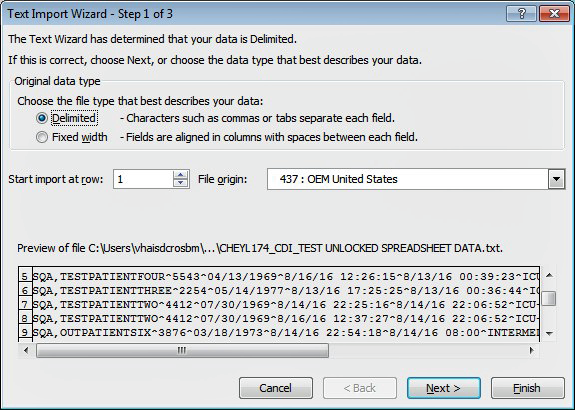 Text Import Wizard - Step 1 of 3
The Text Wizard has determined that your data is Delimited.
If this is correct, choose Next, or choose the data type that best describes your data.
Original data type
Choose the file type that best describes your data:
Delimited - Characters such as commas or tabs separate each field.
Fixed width - Fields are aligned in columns with spaces between each field.
Start import at row: 1 File origin: 437 : OEM United States
Preview of file C:\Users\vhaisdcrosbm\...\CHEYL174_CDI_TEST UNLOCKED SPREADSHEET DATA.txt.
5 SQA,TESTPATIENTFOUR^5543^04/13/1969^8/16/16 12:26:15^8/13/16 00:39:23^ICU
6 SQA,TESTPATIENTTHREE^2254^05/14/1977^8/13/16 17:25:25^8/13/16 00:36:44^IC
7 SQA,TESTPATIENTTWO^4412^07/30/1969^8/14/16 22:25:16^8/14/16 22:06:52^ICU-
8 SQA,TESTPATIENTTWO^4412^07/30/1969^8/16/16 12:37:27^8/14/16 22:06:52^ICU-
9 SQA,OUTPATIENTSIX^3876^03/18/1973^8/14/16 22:54:18^8/14/16 08:00^INTERMED
Cancel < Back Next > Finish